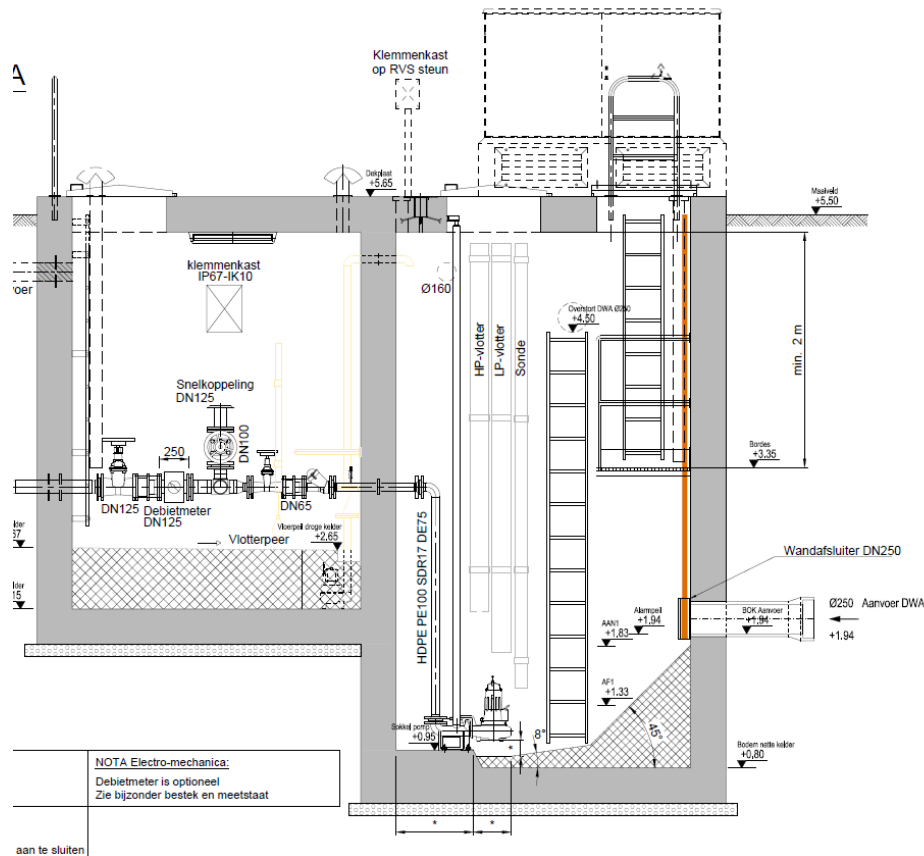 A
Klemmenkast
op RVS steun
Dekplaat
+5.65
Maaiveld
+5,50
klemmenkast
IP67-IK10
voer
Ø160
Overstort DWA Ø250
+4.50
HP-vlotter
LP-vlotter
Sonde
min. 2 m
Snelkoppeling
DN125
DN100
250
Bordes
+3,35
DN125
Debietmeter
DN125
DN65
Vlotterpeer
Vloerpeil droge kelder
+2.65
kelder
67
kelder
15
HDPE PE100 SDR17 DE75
Wandafsluiter DN250
Ø250 Aanvoer DWA
+1.94
BOK Aanvoer
+1.94
Alarmpeil
+1,94
AAN1
+1,83
AF1
+1.33
Sokkel pomp
+0.95
8°
45°
*
Bodem natte kelder
+0,80
* *
NOTA Electro-mechanica:
Debietmeter is optioneel
Zie bijzonder bestek en meetstaat
aan te sluiten